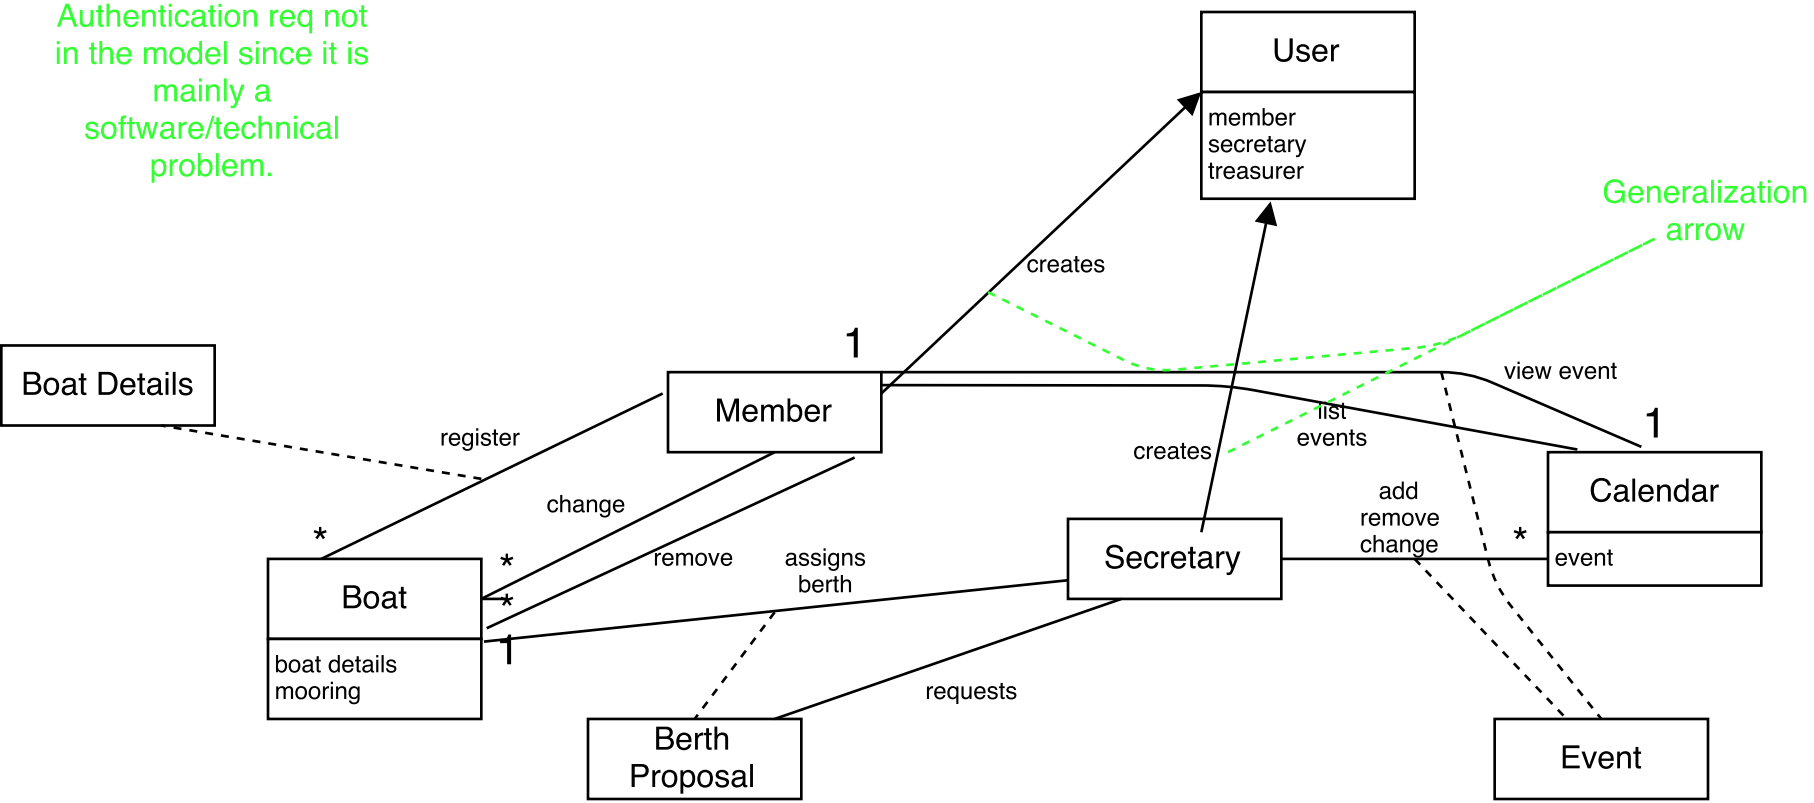 Authentication req not
in the model since it is
mainly a
software/technical
problem.
User
member
secretary
treasurer
Generalization
arrow
creates
1
Boat Details
Member
view event
register
list
events
1
creates
change
Calendar
add
remove
change
*
*
*
remove
assigns
berth
Secretary
event
Boat
*
1
boat details
mooring
requests
Berth
Proposal
Event